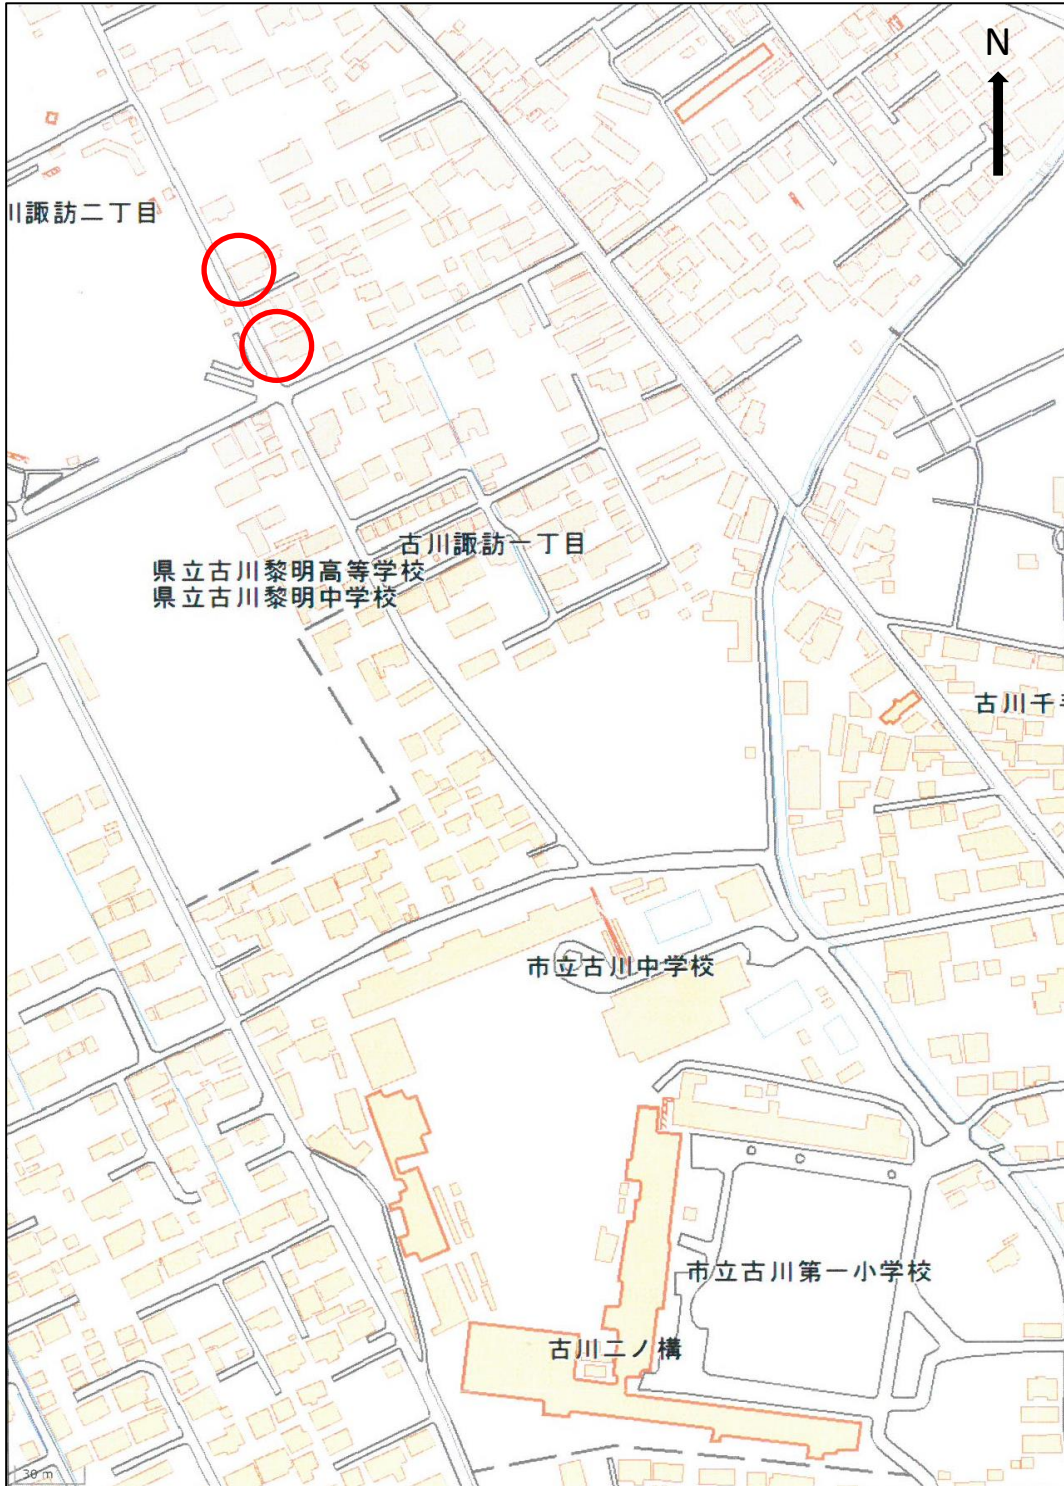 N
川諏訪二丁目
古川諏訪一丁目
県立古川黎明高等学校
県立古川黎明中学校
古川千手
市立古川中学校
市立古川第一小学校
古川二ノ構
30 m